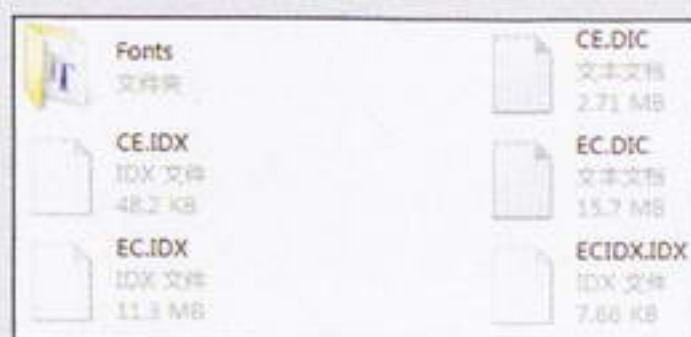 Fonts
文件夹
CE.DIC
文本文档
2.71 MB
CE.IDX
IDX 文件
48.2 KB
EC.DIC
文本文档
15.7 MB
EC.IDX
IDX 文件
11.3 MB
ECIDX.IDX
IDX 文件
7.66 KB